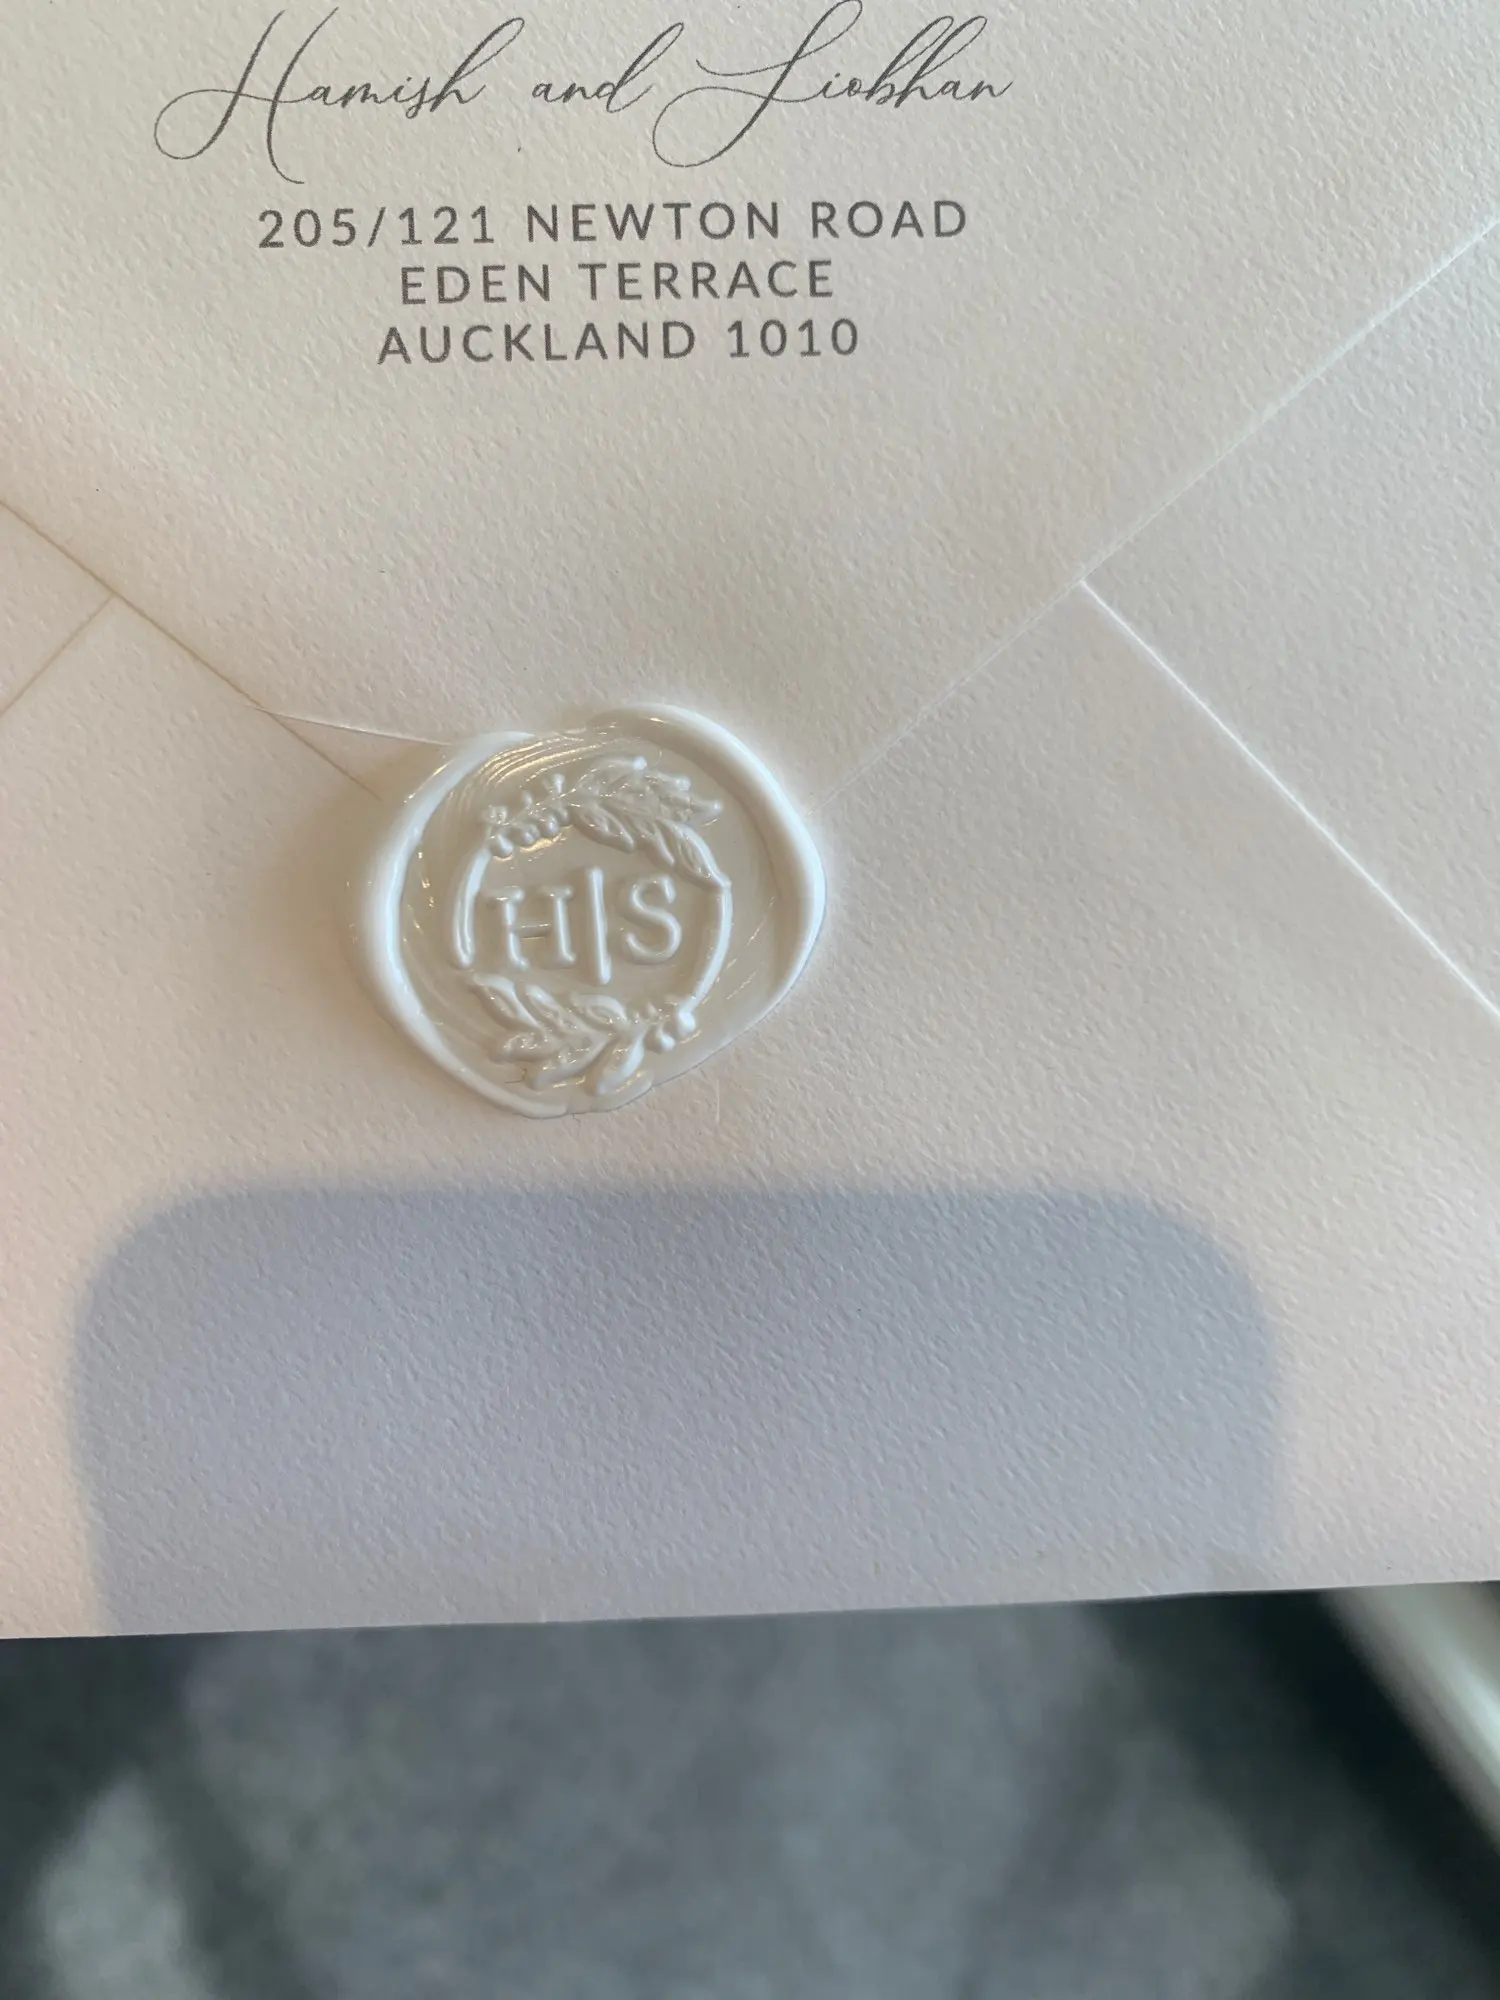 Hamish and Siobhan
205/121 NEWTON ROAD
EDEN TERRACE
AUCKLAND 1010
H|S